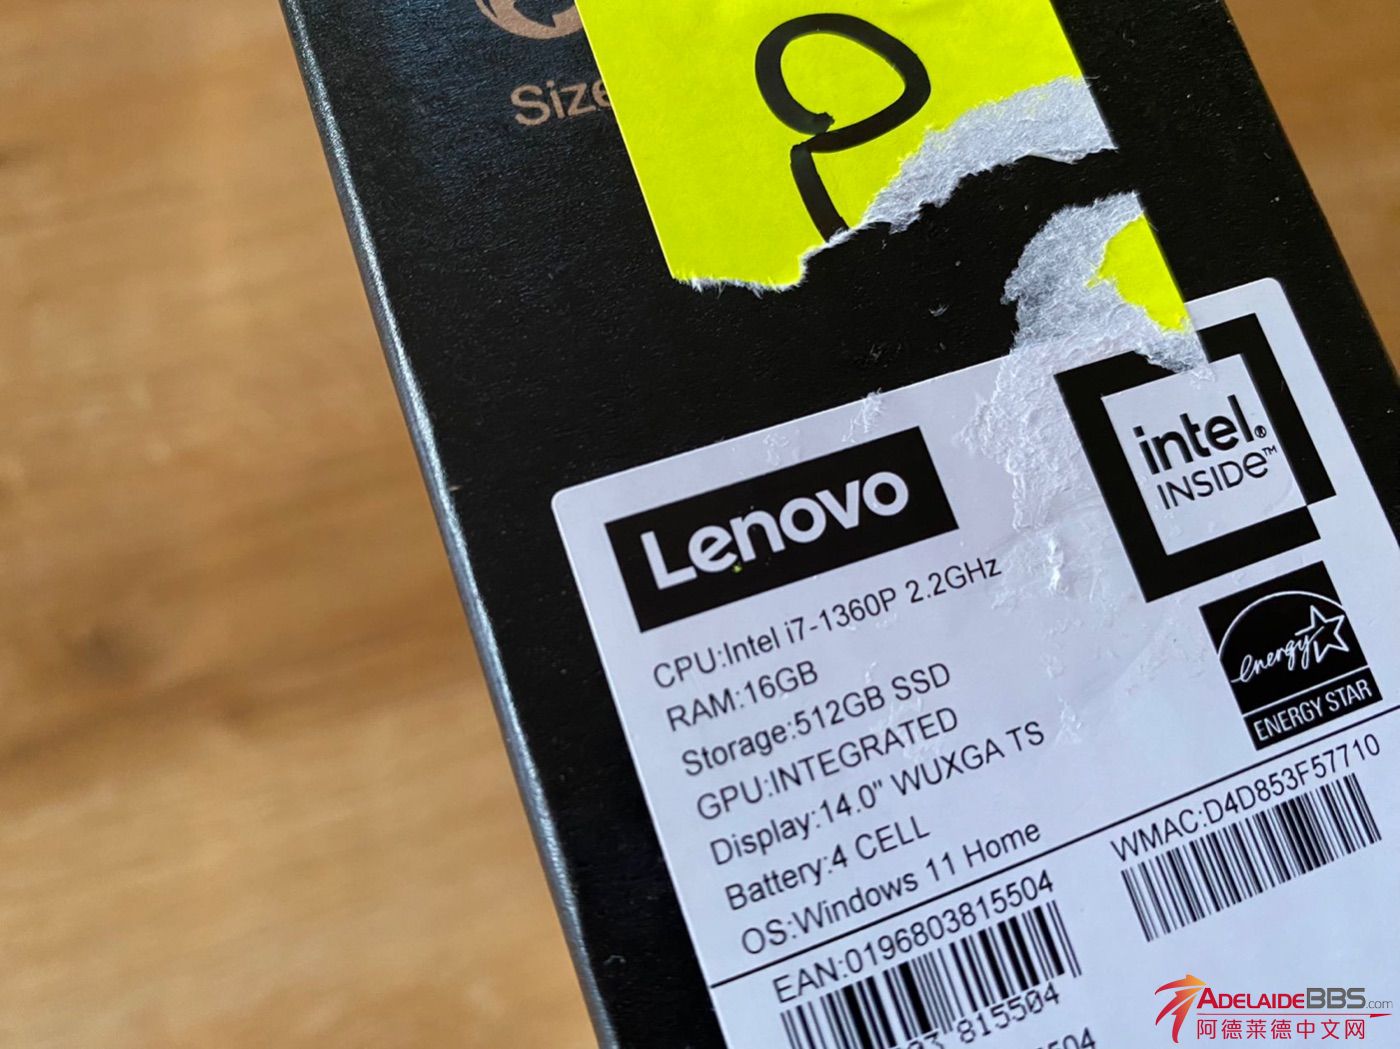 Size
Lenovo
intel®
INSIDE™
CPU:Intel i7-1360P 2.2GHz
RAM:16GB
Storage:512GB SSD
GPU:INTEGRATED
Display:14.0" WUXGA TS
Battery:4 CELL
OS:Windows 11 Home
energy
ENERGY STAR
WMAC:D4D853F57710
EAN:0196803815504
815504
ADELAIDEBBS.com
阿德莱德中文网